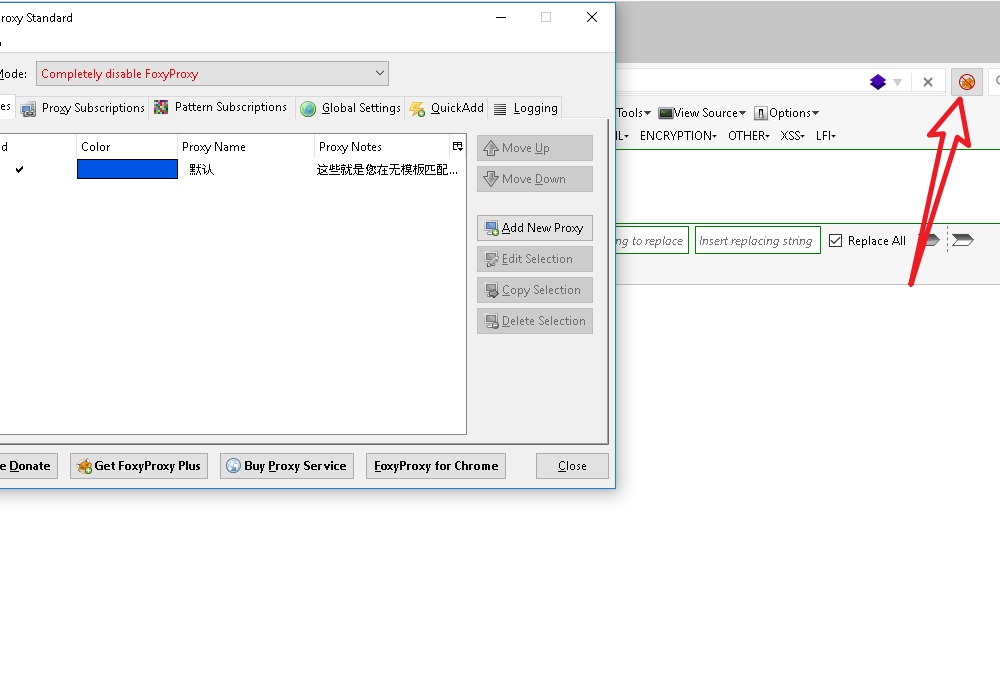 roxy Standard
Mode:
Completely disable FoxyProxy
es
Proxy Subscriptions
Pattern Subscriptions
Global Settings
QuickAdd
Logging
d
Color
Proxy Name
Proxy Notes
默认
这些就是您在无模板匹配...
Move Up
Move Down
Add New Proxy
Edit Selection
Copy Selection
Delete Selection
e Donate
Get FoxyProxy Plus
Buy Proxy Service
FoxyProxy for Chrome
Close
Tools
View Source
Options
IL
ENCRYPTION
OTHER
XSS
LFI
ng to replace
Insert replacing string
Replace All